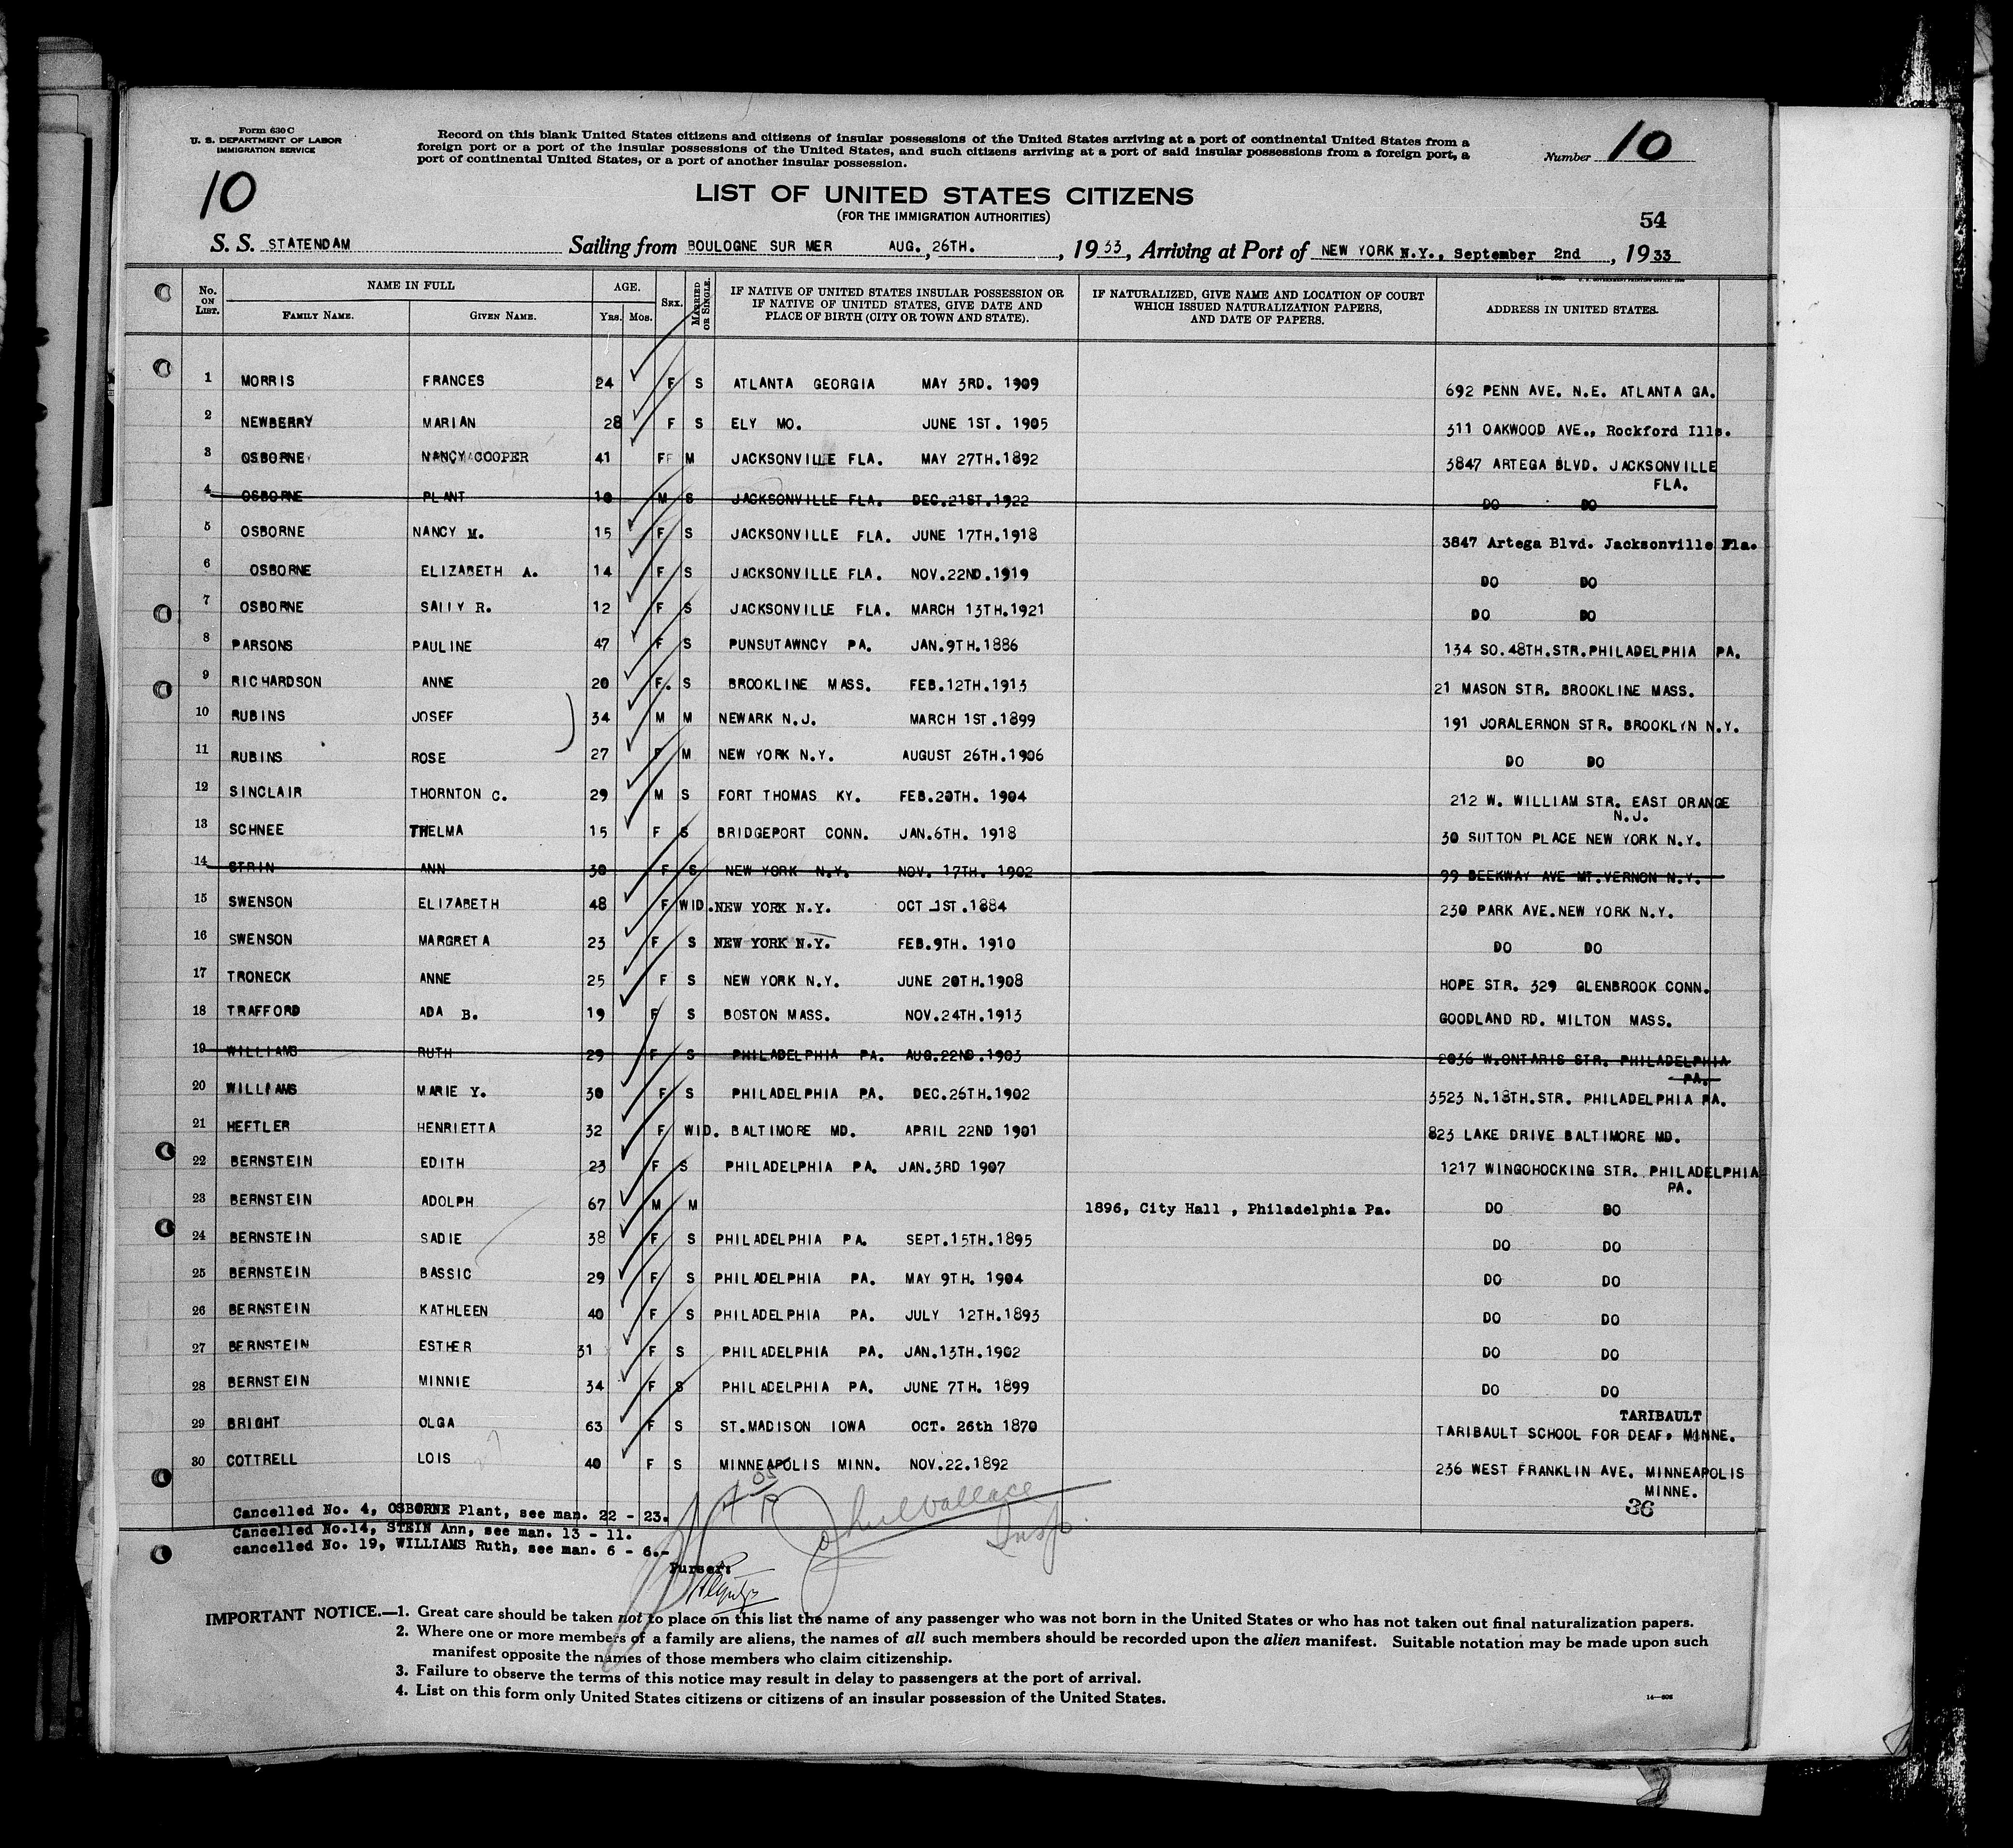 Form 630 C
U. S. DEPARTMENT OF LABOR
IMMIGRATION SERVICE
Record on this blank United States citizens and citizens of insular possessions of the United States arriving at a port of continental United States from a
foreign port or a port of the insular possessions of the United States, and such citizens arriving at a port of said insular possessions from a foreign port, a
port of continental United States, or a port of another insular possession.
Number 10
10
LIST OF UNITED STATES CITIZENS
(FOR THE IMMIGRATION AUTHORITIES)
54
S. S. STATENDAM Sailing from BOULOGNE SUR MER AUG. 26TH. , 1933, Arriving at Port of NEW YORK N.Y., September 2nd , 1933
No. ON LIST. NAME IN FULL AGE. SEX. MARRIED OR SINGLE. IF NATIVE OF UNITED STATES INSULAR POSSESSION OR IF NATIVE OF UNITED STATES, GIVE DATE AND PLACE OF BIRTH (CITY OR TOWN AND STATE). IF NATURALIZED, GIVE NAME AND LOCATION OF COURT WHICH ISSUED NATURALIZATION PAPERS, AND DATE OF PAPERS. ADDRESS IN UNITED STATES.
FAMILY NAME. GIVEN NAME. Yrs. Mos.
1 MORRIS FRANCES 24 F S ATLANTA GEORGIA MAY 3RD. 1909 692 PENN AVE. N.E. ATLANTA GA.
2 NEWBERRY MARIAN 28 F S ELY MO. JUNE 1ST. 1905 311 OAKWOOD AVE., Rockford Ills.
3 OSBORNE NANCY COOPER 41 F M JACKSONVILLE FLA. MAY 27TH.1892 3847 ARTEGA BLVD. JACKSONVILLE
FLA.
4 OSBORNE PLANT 10 M S JACKSONVILLE FLA. DEC.21ST.1922 DO DO
5 OSBORNE NANCY M. 15 F S JACKSONVILLE FLA. JUNE 17TH.1918 3847 Artega Blvd. Jacksonville Fla.
6 OSBORNE ELIZABETH A. 14 F S JACKSONVILLE FLA. NOV.22ND.1919 DO DO
7 OSBORNE SALLY R. 12 F S JACKSONVILLE FLA. MARCH 13TH.1921 DO DO
8 PARSONS PAULINE 47 F S PUNSUTAWNCY PA. JAN.9TH.1886 134 SO.48TH.STR.PHILADELPHIA PA.
9 RICHARDSON ANNE 20 F. S BROOKLINE MASS. FEB.12TH.1913 21 MASON STR. BROOKLINE MASS.
10 RUBINS JOSEF 34 M M NEWARK N.J. MARCH 1ST.1899 191 JORALERNON STR. BROOKLYN N.Y.
11 RUBINS ROSE 27 F M NEW YORK N.Y. AUGUST 26TH.1906 DO DO
12 SINCLAIR THORNTON C. 29 M S FORT THOMAS KY. FEB.20TH. 1904 212 W. WILLIAM STR. EAST ORANGE
N.J.
13 SCHNEE THELMA 15 F S BRIDGEPORT CONN. JAN.6TH. 1918 30 SUTTON PLACE NEW YORK N.Y.
14 STRIN ANN 30 F S NEW YORK N.Y. NOV. 17TH. 1902 99 BEEKWAY AVE MT.VERNON N.Y.
15 SWENSON ELIZABETH 48 F WID. NEW YORK N.Y. OCT 1ST.1884 230 PARK AVE.NEW YORK N.Y.
16 SWENSON MARGRETA 23 F S NEW YORK N.Y. FEB.9TH. 1910 DO DO
17 TRONECK ANNE 25 F S NEW YORK N.Y. JUNE 20TH.1908 HOPE STR. 329 GLENBROOK CONN.
18 TRAFFORD ADA B. 19 F S BOSTON MASS. NOV.24TH.1913 GOODLAND RD. MILTON MASS.
19 WILLIAMS RUTH 29 F S PHILADELPHIA PA. AUG.22ND.1903 2036 W.ONTARIS STR. PHILADELPHIA
PA.
20 WILLIAMS MARIE Y. 30 F S PHILADELPHIA PA. DEC.26TH.1902 3523 N.18TH.STR. PHILADELPHIA PA.
21 HEFTLER HENRIETTA 32 F WID. BALTIMORE MD. APRIL 22ND 1901 823 LAKE DRIVE BALTIMORE MD.
22 BERNSTEIN EDITH 23 F S PHILADELPHIA PA. JAN.3RD 1907 1217 WINGOHOCKING STR. PHILADELPHIA
PA.
23 BERNSTEIN ADOLPH 67 M M 1896, City Hall , Philadelphia Pa. DO DO
24 BERNSTEIN SADIE 38 F S PHILADELPHIA PA. SEPT.15TH.1895 DO DO
25 BERNSTEIN BASSIC 29 F S PHILADELPHIA PA. MAY 9TH. 1904 DO DO
26 BERNSTEIN KATHLEEN 40 F S PHILADELPHIA PA. JULY 12TH.1893 DO DO
27 BERNSTEIN ESTHER 31 F S PHILADELPHIA PA. JAN.13TH.1902 DO DO
28 BERNSTEIN MINNIE 34 F S PHILADELPHIA PA. JUNE 7TH. 1899 DO DO
TARIBAULT
29 BRIGHT OLGA 63 F S ST.MADISON IOWA OCT. 26th 1870 TARIBAULT SCHOOL FOR DEAF, MINNE.
30 COTTRELL LOIS 40 F S MINNEAPOLIS MINN. NOV.22.1892 236 WEST FRANKLIN AVE. MINNEAPOLIS
MINNE.
36
Cancelled No. 4, OSBORNE Plant, see man. 22 - 23.
Cancelled No.14, STEIN Ann, see man. 13 - 11.
cancelled No. 19, WILLIAMS Ruth, see man. 6 - 6.-
Wallace
Insp.
Purser:
IMPORTANT NOTICE.—1. Great care should be taken not to place on this list the name of any passenger who was not born in the United States or who has not taken out final naturalization papers.
2. Where one or more members of a family are aliens, the names of all such members should be recorded upon the alien manifest. Suitable notation may be made upon such
manifest opposite the names of those members who claim citizenship.
3. Failure to observe the terms of this notice may result in delay to passengers at the port of arrival.
4. List on this form only United States citizens or citizens of an insular possession of the United States.